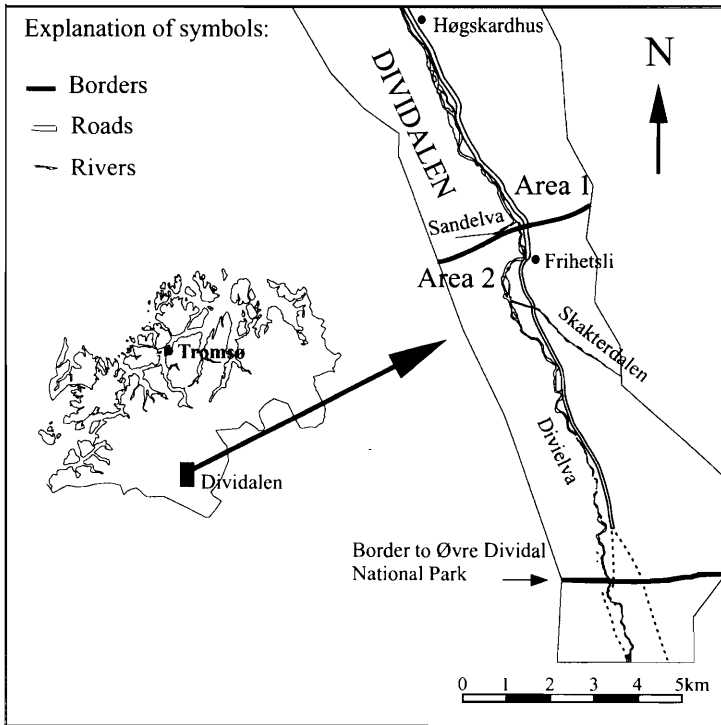 Explanation of symbols:
Borders
Roads
Rivers
Høgskardhus
N
DIVIDALEN
Area 1
Sandelva
Frihetsli
Area 2
Skakterdalen
Tromsø
Dividalen
Divielva
Border to Øvre Dividal
National Park
0 1 2 3 4 5km